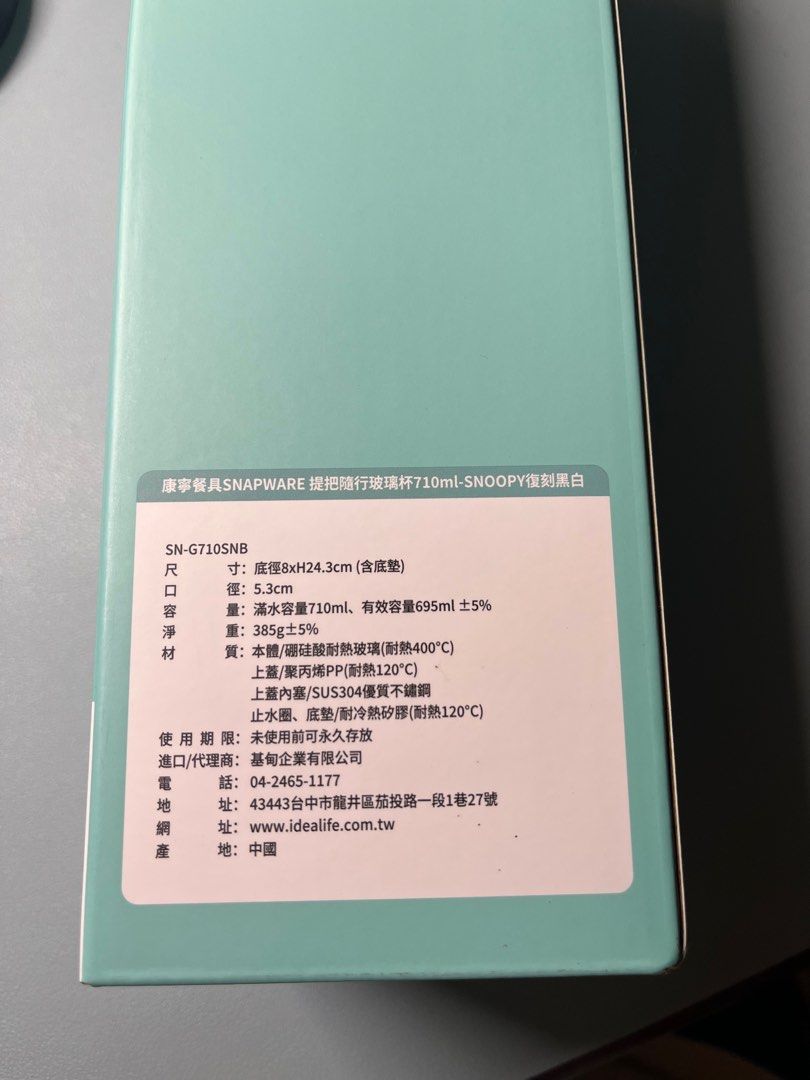 康寧餐具SNAPWARE 提把隨行玻璃杯710ml-SNOOPY復刻黑白
SN-G710SNB
尺寸：底徑8xH24.3cm (含底墊)
口徑：5.3cm
容量：滿水容量710ml、有效容量695ml ±5%
淨重：385g±5%
材質：本體/硼硅酸耐熱玻璃(耐熱400°C)
上蓋/聚丙烯PP(耐熱120°C)
上蓋內塞/SUS304優質不鏽鋼
止水圈、底墊/耐冷熱矽膠(耐熱120°C)
使用期限：未使用前可永久存放
進口/代理商：基甸企業有限公司
電話：04-2465-1177
地址：43443台中市龍井區茄投路一段1巷27號
網址：www.idealife.com.tw
產地：中國